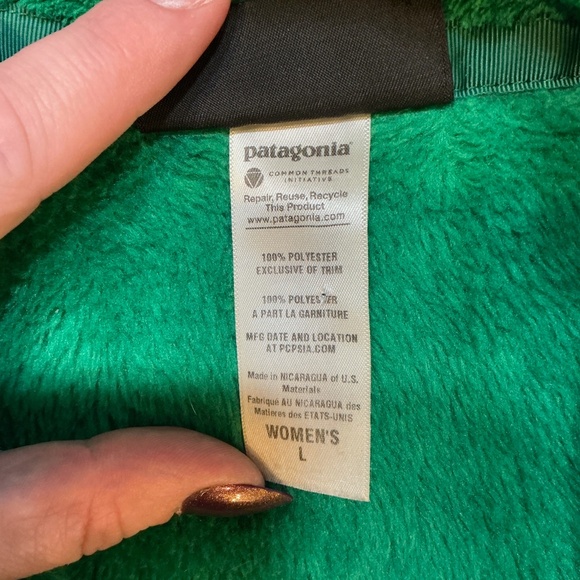 patagonia®
COMMON THREADS
INITIATIVE
Repair, Reuse, Recycle
This Product
www.patagonia.com
100% POLYESTER
EXCLUSIVE OF TRIM
100% POLYESTER
A PART LA GARNITURE
MFG DATE AND LOCATION
AT PCPSIA.COM
Made in NICARAGUA of U.S.
Materials
Fabriqué AU NICARAGUA des
Matieres des ETATS-UNIS
WOMEN'S
L